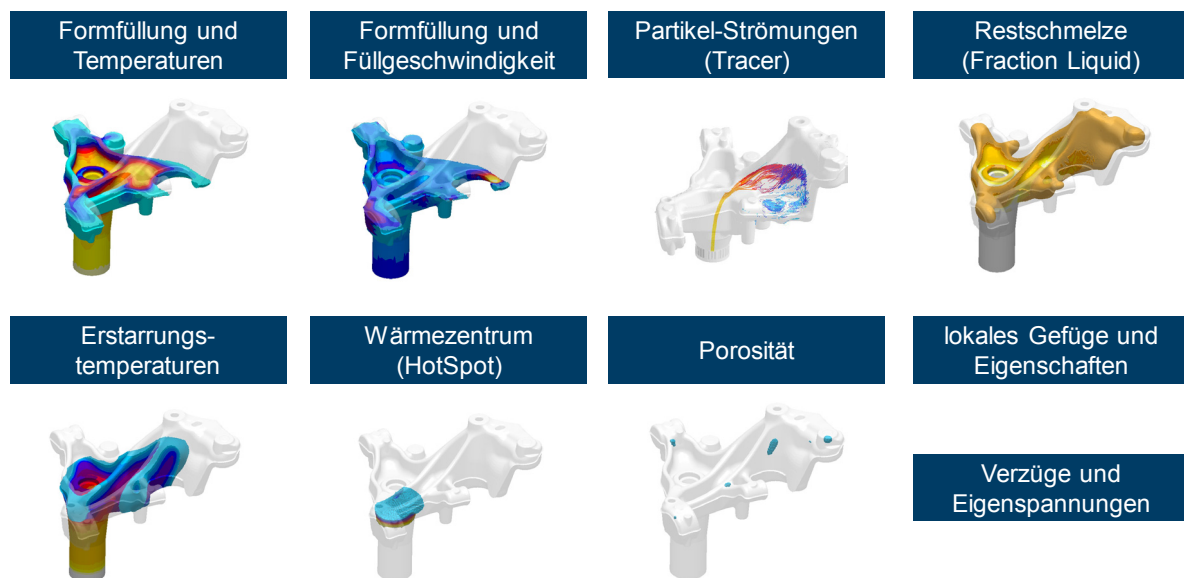 Formfüllung und
Temperaturen
Formfüllung und
Füllgeschwindigkeit
Partikel-Strömungen
(Tracer)
Restschmelze
(Fraction Liquid)
Erstarrungs-
temperaturen
Wärmezentrum
(HotSpot)
Porosität
lokales Gefüge und
Eigenschaften
Verzüge und
Eigenspannungen